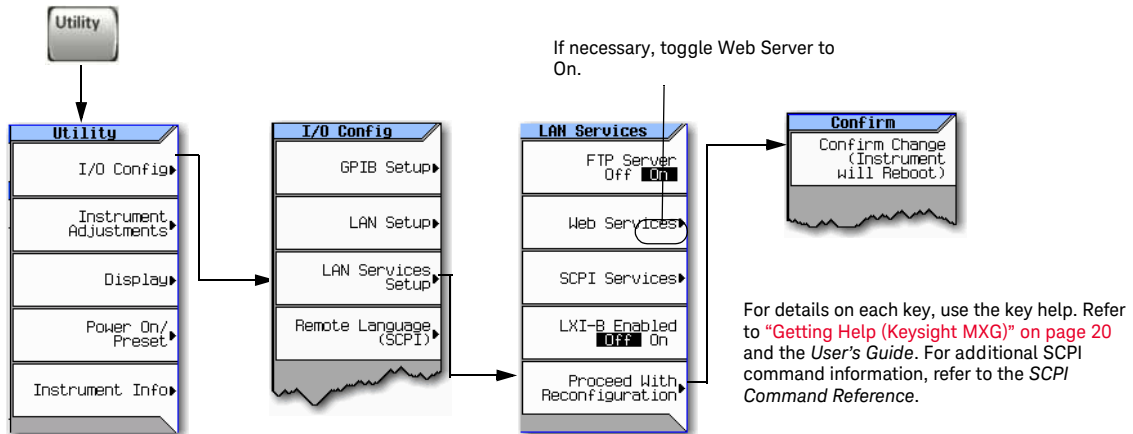 Utility
If necessary, toggle Web Server to
On.
Utility
I/O Config
Instrument
Adjustments
Display
Power On/
Preset
Instrument Info
I/O Config
GPIB Setup
LAN Setup
LAN Services
Setup
Remote Language
(SCPI)
LAN Services
FTP Server
Off On
Web Services
SCPI Services
LXI-B Enabled
Off On
Proceed With
Reconfiguration
Confirm
Confirm Change
(Instrument
will Reboot)
For details on each key, use the key help. Refer
to “Getting Help (Keysight MXG)” on page 20
and the User's Guide. For additional SCPI
command information, refer to the SCPI
Command Reference.